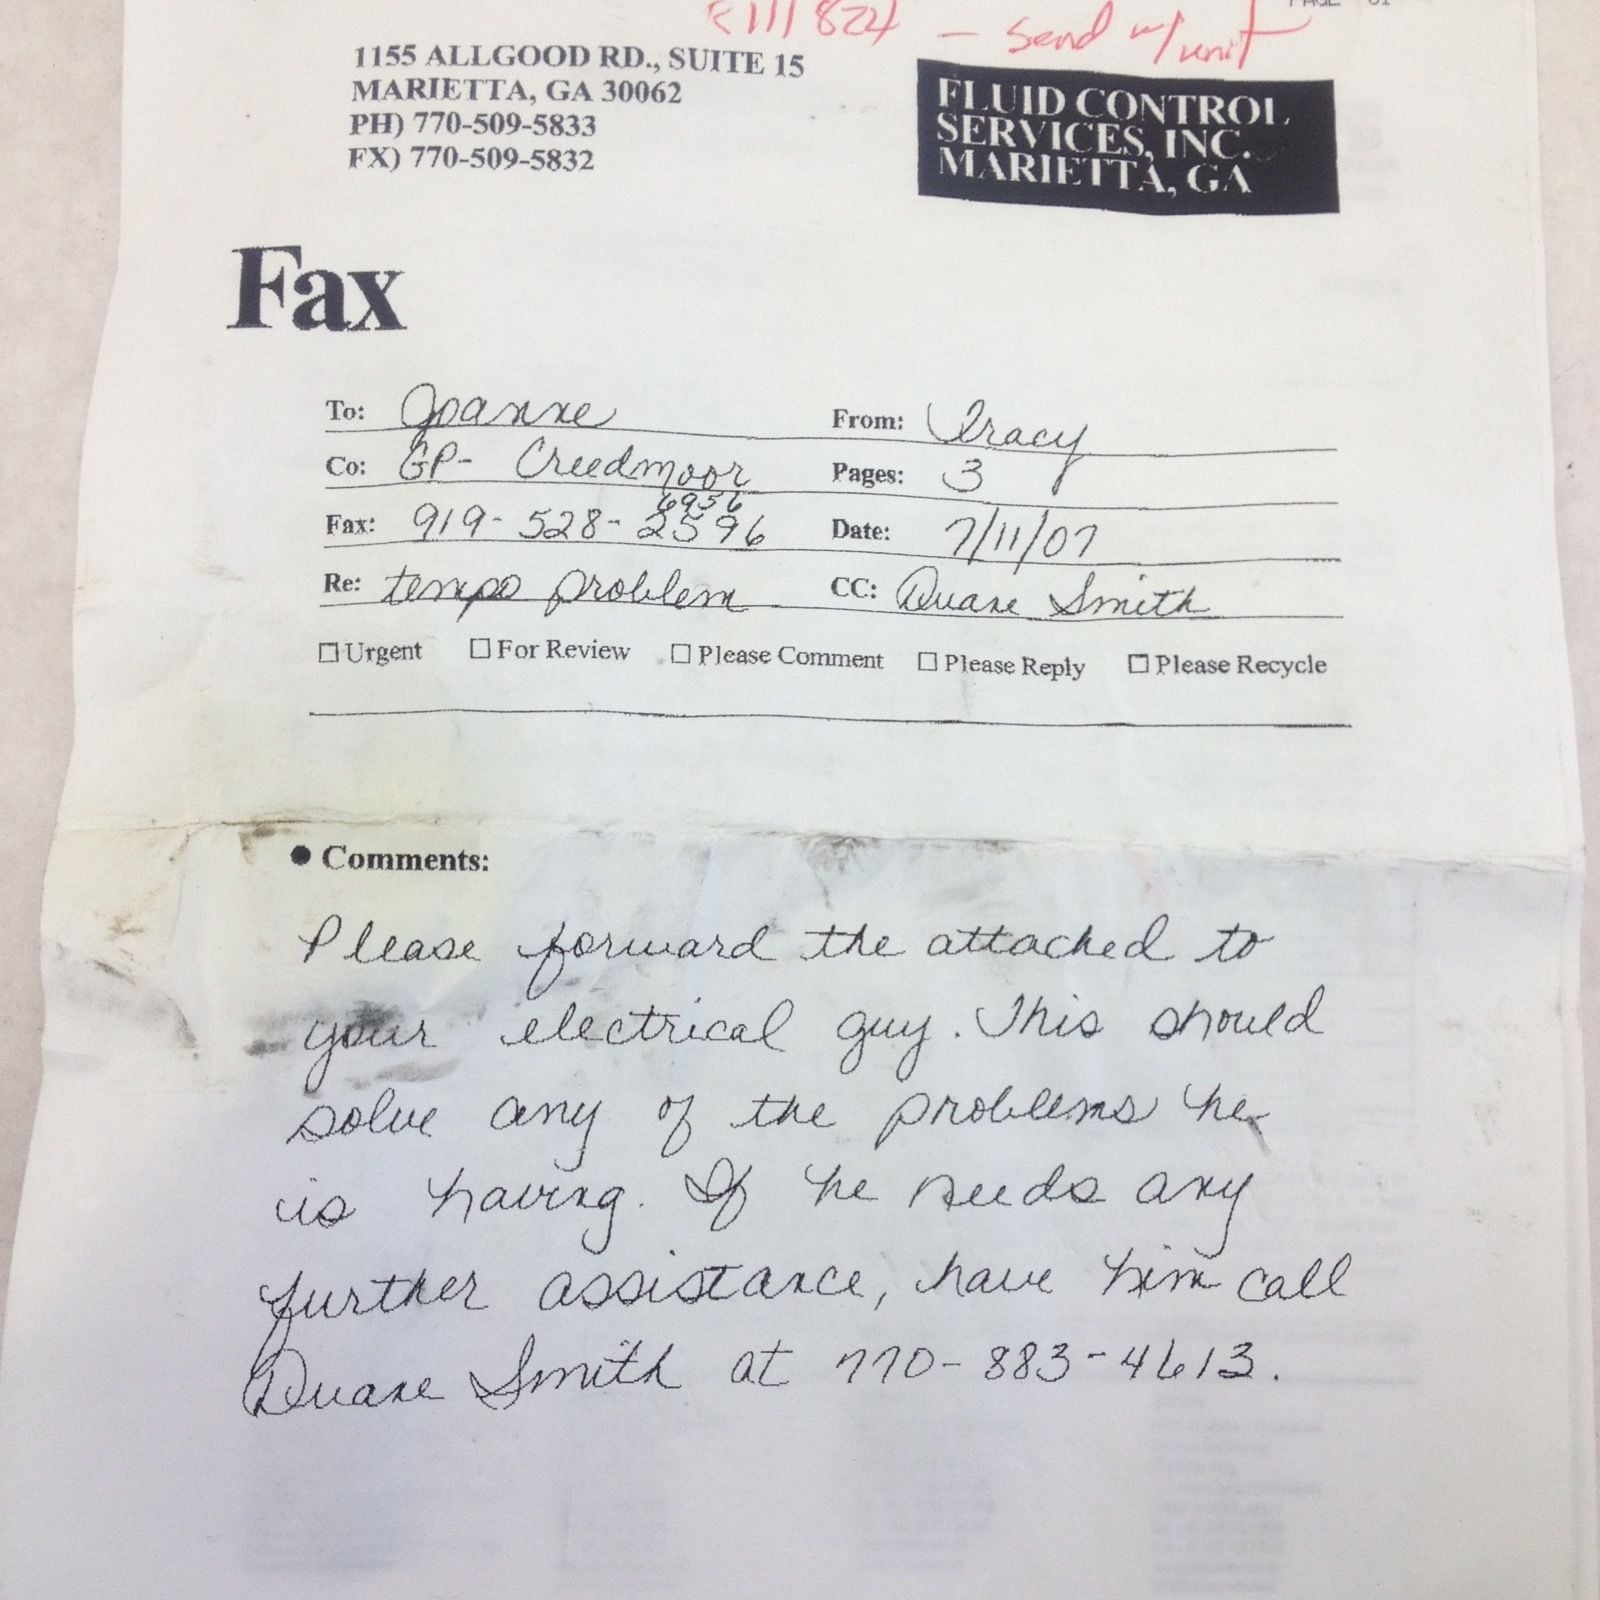 PAGE 01
824 - send w/ unit
1155 ALLGOOD RD., SUITE 15
MARIETTA, GA 30062
PH) 770-509-5833
FX) 770-509-5832
FLUID CONTROL
SERVICES, INC.
MARIETTA, GA
Fax
To: Joanne From: Tracy
Co: GP- Creedmoor Pages: 3
6956
Fax: 919-528-2596 Date: 7/11/07
Re: tempo problem CC: Duane Smith
☐ Urgent ☐ For Review ☐ Please Comment ☐ Please Reply ☐ Please Recycle
● Comments:
Please forward the attached to
your electrical guy. This should
solve any of the problems he
is having. If he needs any
further assistance, have him call
Duane Smith at 770-883-4613.